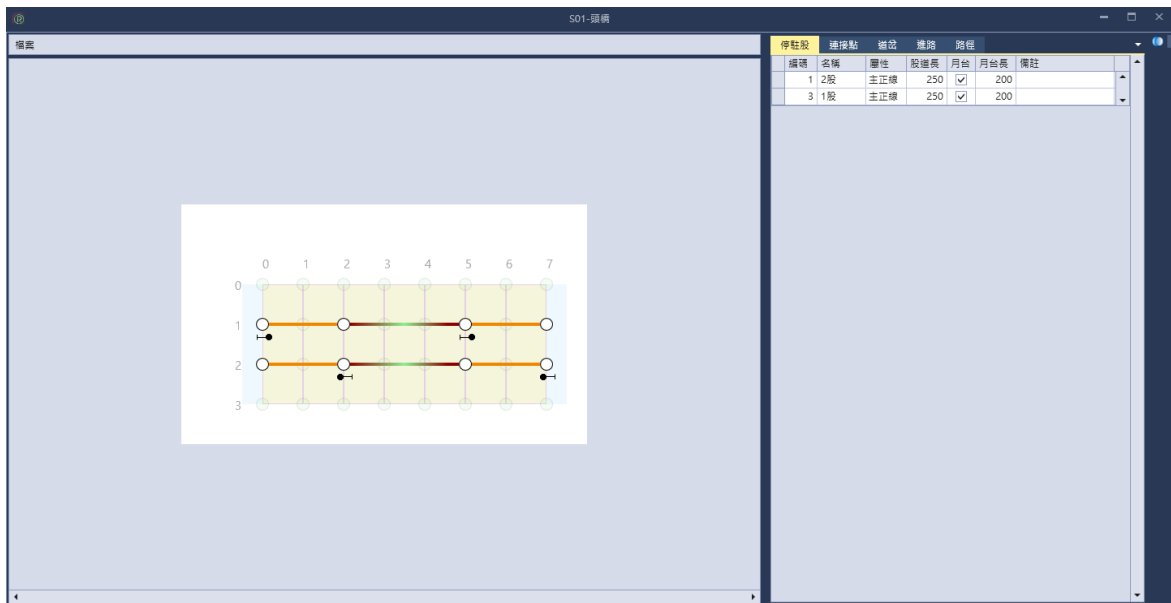 S01-頭橋
檔案
停駐股 連接點 道岔 進路 路徑
編碼 名稱 屬性 股道長 月台 月台長 備註
1 2股 主正線 250 200
3 1股 主正線 250 200
0 1 2 3 4 5 6 7
0
1
2
3